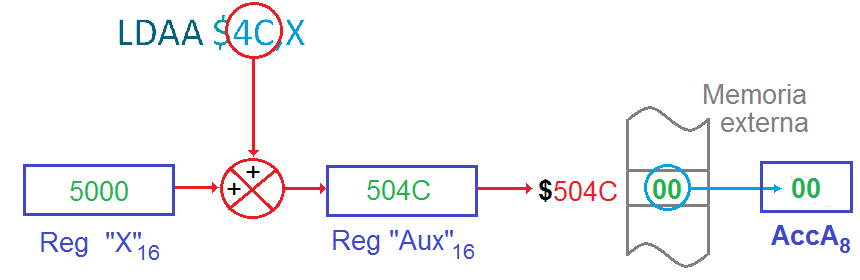 LDAA $4C,X
Memoria
externa
+
+
5000
504C
$504C
00
00
Reg "X"16
Reg "Aux"16
AccA8